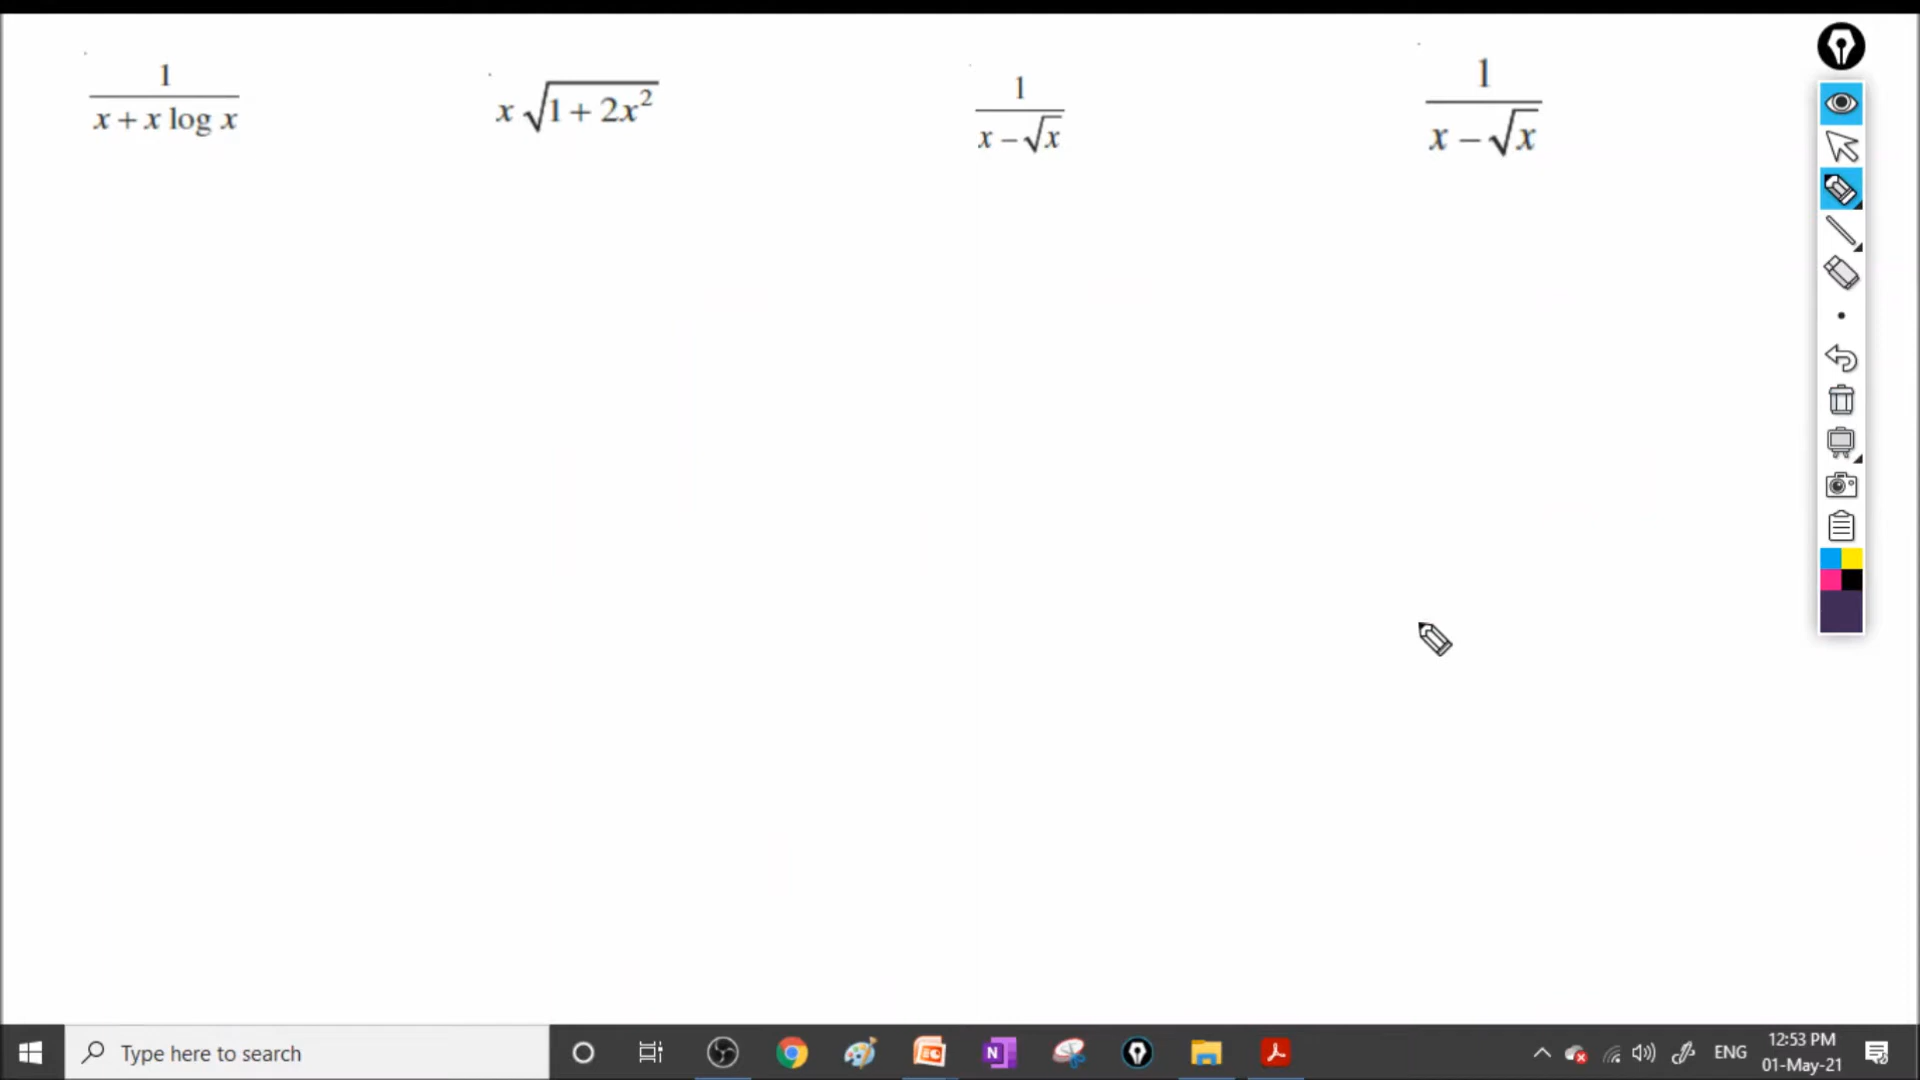 1/(x + x log x)
x √(1 + 2x²)
1/(x − √x)
1/(x − √x)
Type here to search
ENG
12:53 PM
01-May-21